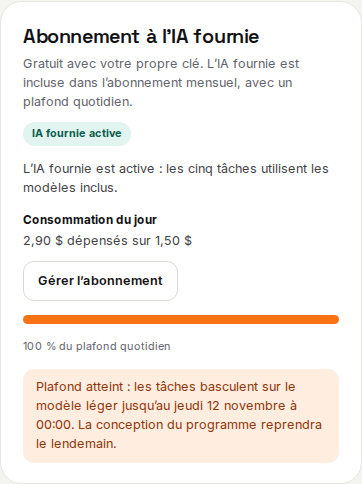 Abonnement à l’IA fournie
Gratuit avec votre propre clé. L’IA fournie est
incluse dans l’abonnement mensuel, avec un
plafond quotidien.
IA fournie active
L’IA fournie est active : les cinq tâches utilisent les
modèles inclus.
Consommation du jour
2,90 $ dépensés sur 1,50 $
Gérer l’abonnement
100 % du plafond quotidien
Plafond atteint : les tâches basculent sur le
modèle léger jusqu’au jeudi 12 novembre à
00:00. La conception du programme reprendra
le lendemain.